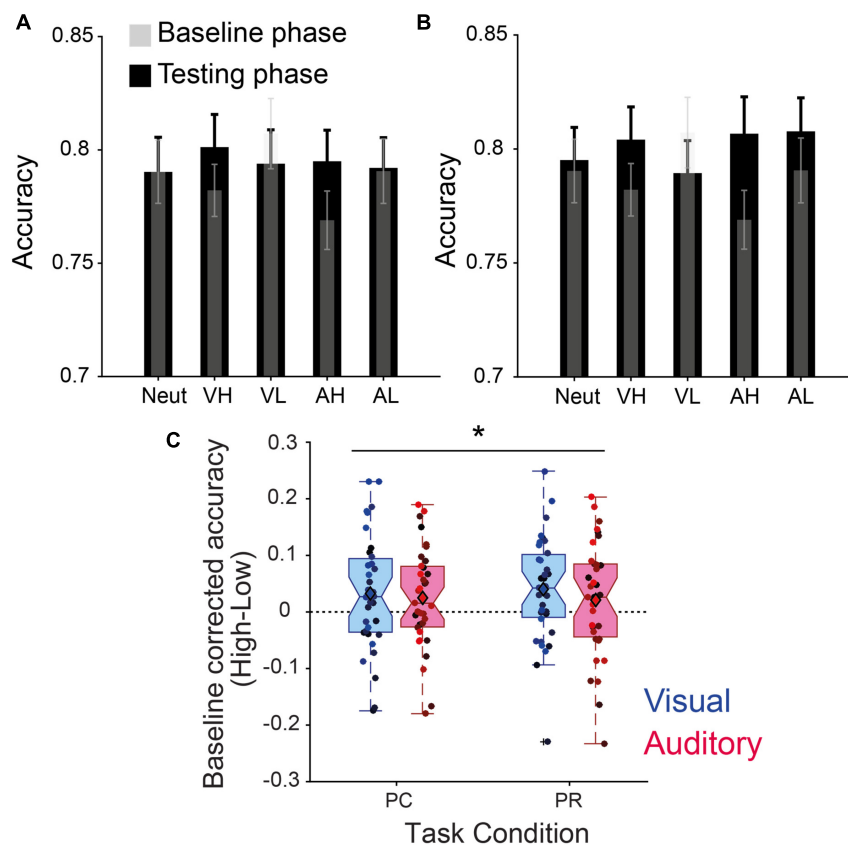 A
B
0.85
0.8
0.75
0.7
Accuracy
Baseline phase
Testing phase
Neut VH VL AH AL
0.85
0.8
0.75
0.7
Accuracy
Neut VH VL AH AL
C
*
0.3
0.2
0.1
0
-0.1
-0.2
-0.3
Baseline corrected accuracy
(High-Low)
Visual
Auditory
PC PR
Task Condition